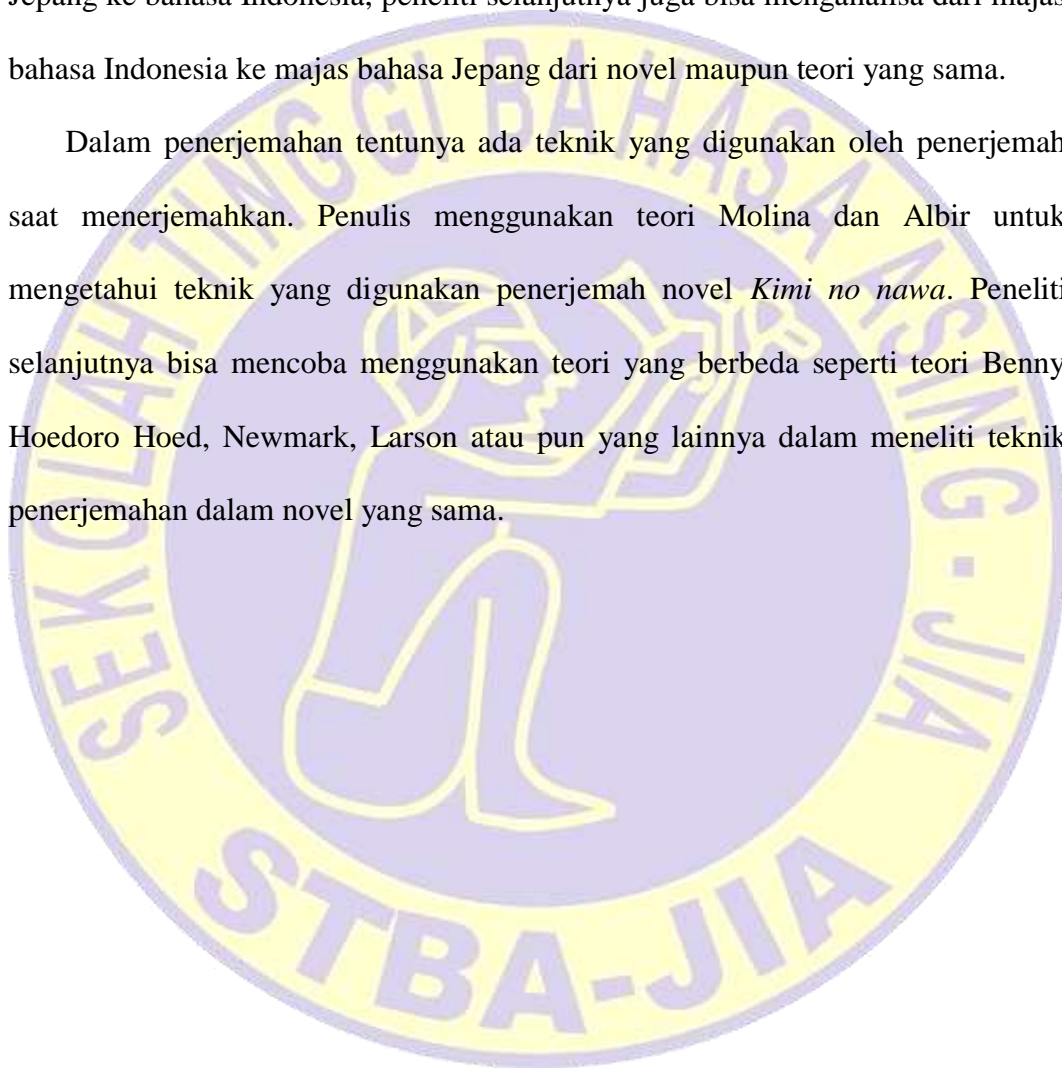 Jepang ke bahasa Indonesia, peneliti selanjutnya juga bisa menganalisa dari majas
bahasa Indonesia ke majas bahasa Jepang dari novel maupun teori yang sama.
Dalam penerjemahan tentunya ada teknik yang digunakan oleh penerjemah
saat menerjemahkan. Penulis menggunakan teori Molina dan Albir untuk
mengetahui teknik yang digunakan penerjemah novel Kimi no nawa. Peneliti
selanjutnya bisa mencoba menggunakan teori yang berbeda seperti teori Benny
Hoedoro Hoed, Newmark, Larson atau pun yang lainnya dalam meneliti teknik
penerjemahan dalam novel yang sama.
SEKOLAH TINGGI BAHASA ASING - JIA
STBA-JIA